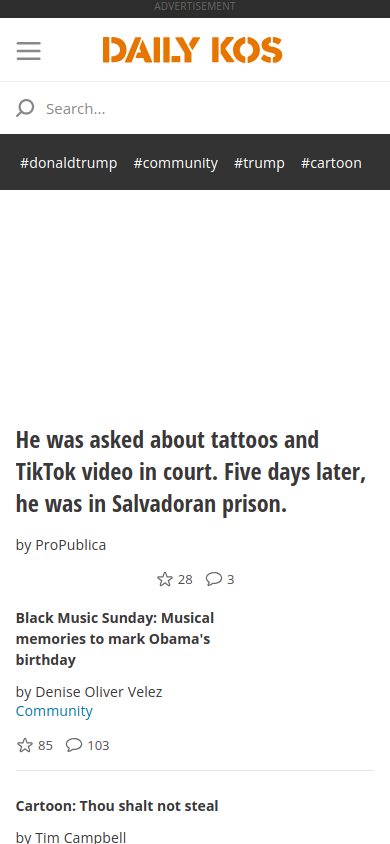 ADVERTISEMENT
DAILY KOS
Search...
#donaldtrump #community #trump #cartoon
He was asked about tattoos and
TikTok video in court. Five days later,
he was in Salvadoran prison.
by ProPublica
28 3
Black Music Sunday: Musical
memories to mark Obama's
birthday
by Denise Oliver Velez
Community
85 103
Cartoon: Thou shalt not steal
by Tim Campbell